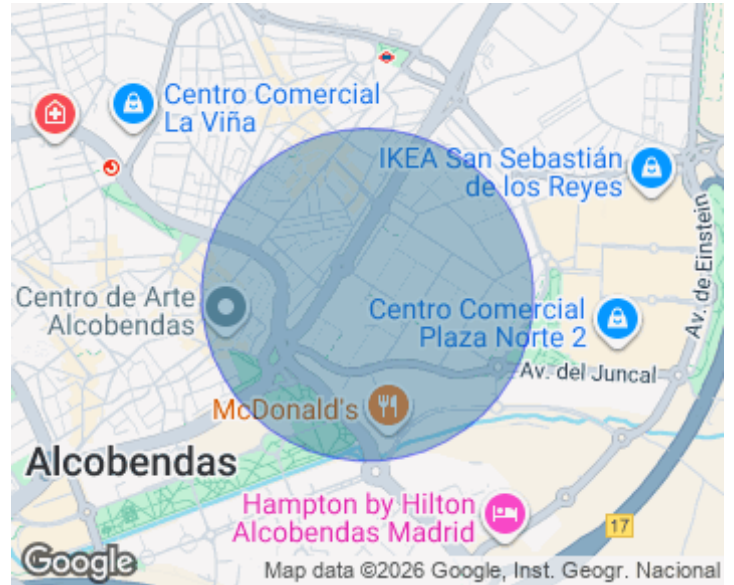 Centro Comercial
La Viña
IKEA San Sebastián
de los Reyes
Av. de Einstein
Centro de Arte
Alcobendas
Centro Comercial
Plaza Norte 2
Av. del Juncal
McDonald's
Alcobendas
Hampton by Hilton
Alcobendas Madrid
17
Google
Map data ©2026 Google, Inst. Geogr. Nacional